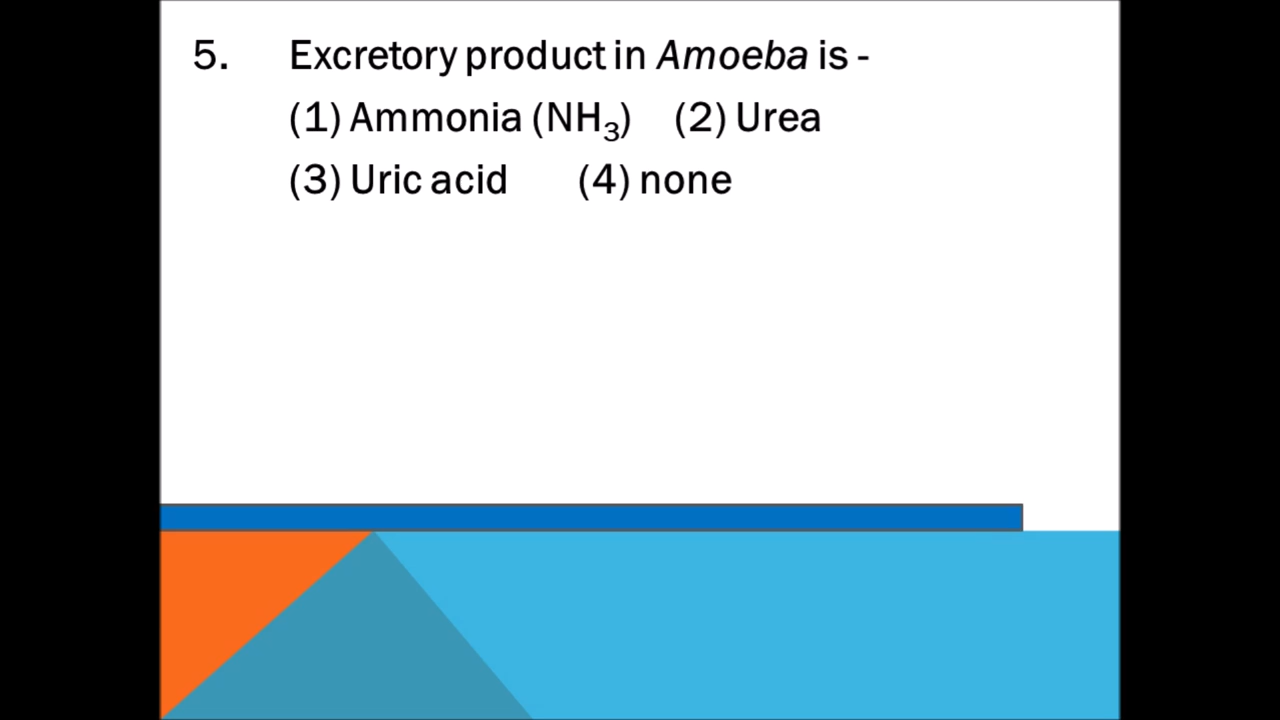 5. Excretory product in Amoeba is -
(1) Ammonia (NH₃) (2) Urea
(3) Uric acid (4) none